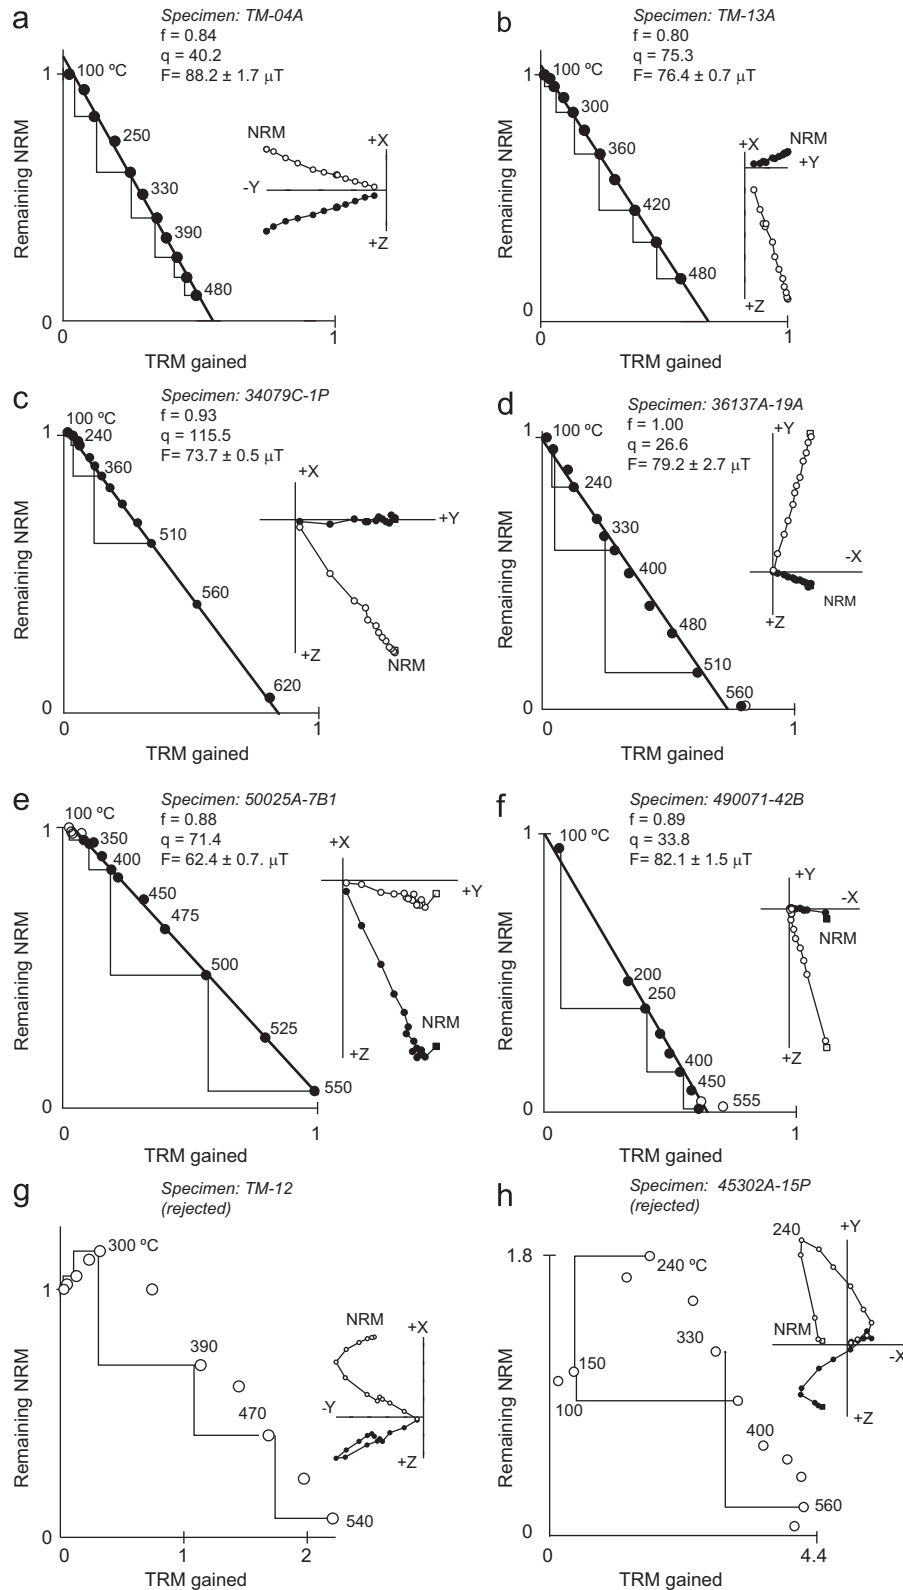 a
Specimen: TM-04A
f = 0.84
q = 40.2
F= 88.2 ± 1.7 µT
1
100 ºC
250
330
390
480
0
0
1
Remaining NRM
TRM gained
NRM
+X
-Y
+Z
b
Specimen: TM-13A
f = 0.80
q = 75.3
F= 76.4 ± 0.7 µT
1
100 ºC
300
360
420
480
0
0
1
Remaining NRM
TRM gained
+X
NRM
+Y
+Z
c
Specimen: 34079C-1P
f = 0.93
q = 115.5
F = 73.7 ± 0.5 µT
1
100 ºC
240
360
510
560
620
0
0
1
Remaining NRM
TRM gained
+X
+Y
+Z
NRM
d
Specimen: 36137A-19A
f = 1.00
q = 26.6
F= 79.2 ± 2.7 µT
1
100 ºC
240
330
400
480
510
560
0
0
1
Remaining NRM
TRM gained
+Y
-X
NRM
+Z
e
Specimen: 50025A-7B1
f = 0.88
q = 71.4
F= 62.4 ± 0.7. µT
100 ºC
1
350
400
450
475
500
525
550
0
0
1
Remaining NRM
TRM gained
+X
+Y
NRM
+Z
f
Specimen: 490071-42B
f = 0.89
q = 33.8
F= 82.1 ± 1.5 µT
1
100 ºC
200
250
400
450
555
0
0
1
Remaining NRM
TRM gained
+Y
-X
NRM
+Z
g
Specimen: TM-12
(rejected)
300 ºC
1
390
470
540
0
0
1
2
Remaining NRM
TRM gained
NRM
+X
-Y
+Z
h
Specimen: 45302A-15P
(rejected)
1.8
240 ºC
330
150
100
400
560
0
0
4.4
Remaining NRM
TRM gained
240
+Y
NRM
-X
+Z